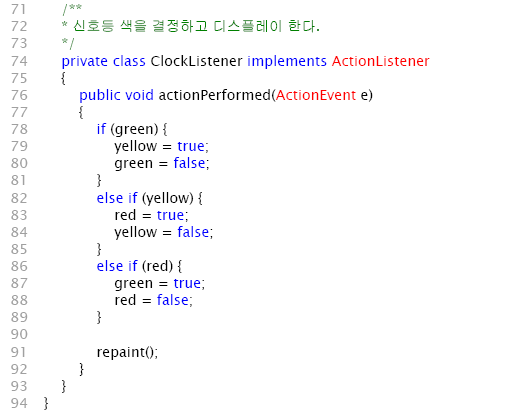 71 /**
72 * 신호등 색을 결정하고 디스플레이 한다.
73 */
74 private class ClockListener implements ActionListener
75 {
76 public void actionPerformed(ActionEvent e)
77 {
78 if (green) {
79 yellow = true;
80 green = false;
81 }
82 else if (yellow) {
83 red = true;
84 yellow = false;
85 }
86 else if (red) {
87 green = true;
88 red = false;
89 }
90
91 repaint();
92 }
93 }
94 }